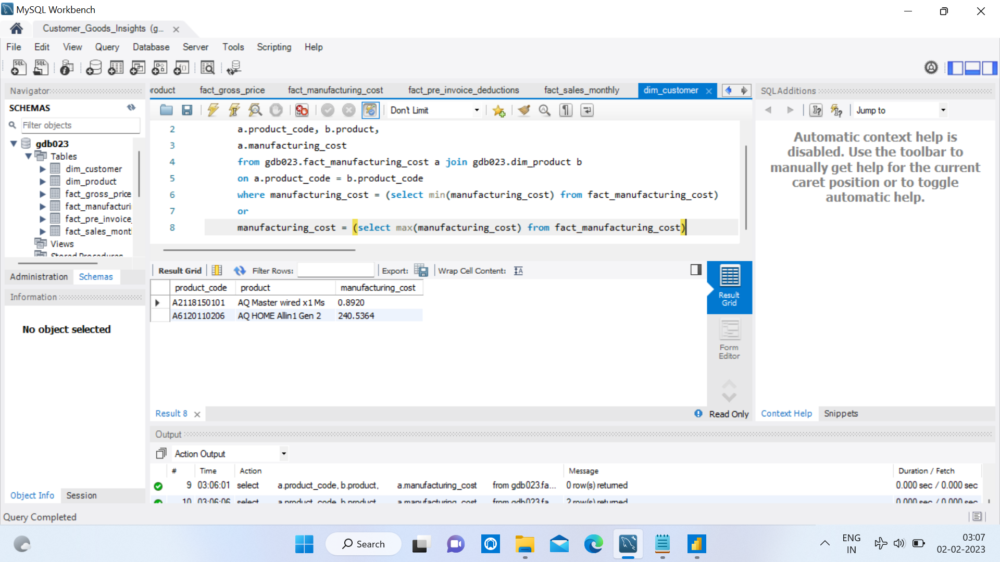 MySQL Workbench
Customer_Goods_Insights (g...
File Edit View Query Database Server Tools Scripting Help
Navigator
SCHEMAS
Filter objects
gdb023
Tables
dim_customer
dim_product
fact_gross_price
fact_manufacturi
fact_pre_invoice_
fact_sales_mont
Views
Stored Procedures
Administration Schemas
Information
No object selected
Object Info Session
Query Completed
roduct fact_gross_price fact_manufacturing_cost fact_pre_invoice_deductions fact_sales_monthly dim_customer
Don't Limit
2 a.product_code, b.product,
3 a.manufacturing_cost
4 from gdb023.fact_manufacturing_cost a join gdb023.dim_product b
5 on a.product_code = b.product_code
6 where manufacturing_cost = (select min(manufacturing_cost) from fact_manufacturing_cost)
7 or
8 manufacturing_cost = (select max(manufacturing_cost) from fact_manufacturing_cost)
Result Grid Filter Rows: Export: Wrap Cell Content:
product_code product manufacturing_cost
A2118150101 AQ Master wired x1 Ms 0.8920
A6120110206 AQ HOME Allin1 Gen 2 240.5364
Result
Grid
Form
Editor
Result 8
Read Only
SQLAdditions
Jump to
Automatic context help is
disabled. Use the toolbar to
manually get help for the current
caret position or to toggle
automatic help.
Context Help Snippets
Output
Action Output
# Time Action Message Duration / Fetch
9 03:06:01 select a.product_code, b.product, a.manufacturing_cost from gdb023.fa... 0 row(s) returned 0.000 sec / 0.000 sec
10 03:06:06 select a.product_code, b.product, a.manufacturing_cost from gdb023.fa... 2 row(s) returned 0.000 sec / 0.000 sec
Search
ENG
IN
03:07
02-02-2023